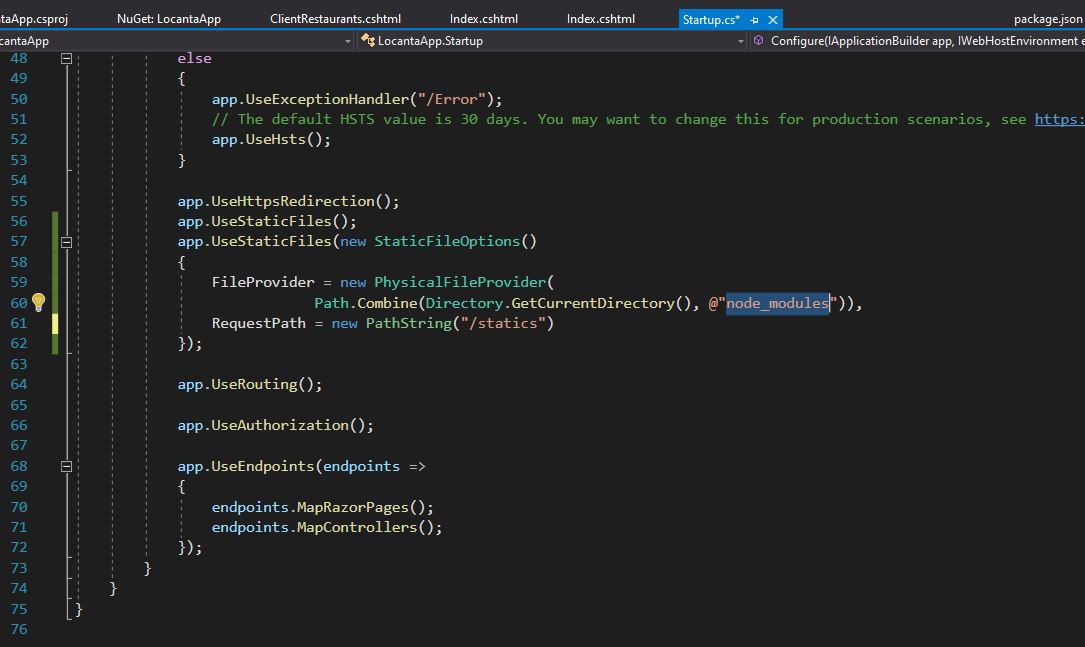 taApp.csproj NuGet: LocantaApp ClientRestaurants.cshtml Index.cshtml Index.cshtml Startup.cs* package.json
cantaApp LocantaApp.Startup Configure(IApplicationBuilder app, IWebHostEnvironment e
48 else
49 {
50 app.UseExceptionHandler("/Error");
51 // The default HSTS value is 30 days. You may want to change this for production scenarios, see https:
52 app.UseHsts();
53 }
54
55 app.UseHttpsRedirection();
56 app.UseStaticFiles();
57 app.UseStaticFiles(new StaticFileOptions()
58 {
59 FileProvider = new PhysicalFileProvider(
60 Path.Combine(Directory.GetCurrentDirectory(), @"node_modules")),
61 RequestPath = new PathString("/statics")
62 });
63
64 app.UseRouting();
65
66 app.UseAuthorization();
67
68 app.UseEndpoints(endpoints =>
69 {
70 endpoints.MapRazorPages();
71 endpoints.MapControllers();
72 });
73 }
74 }
75 }
76